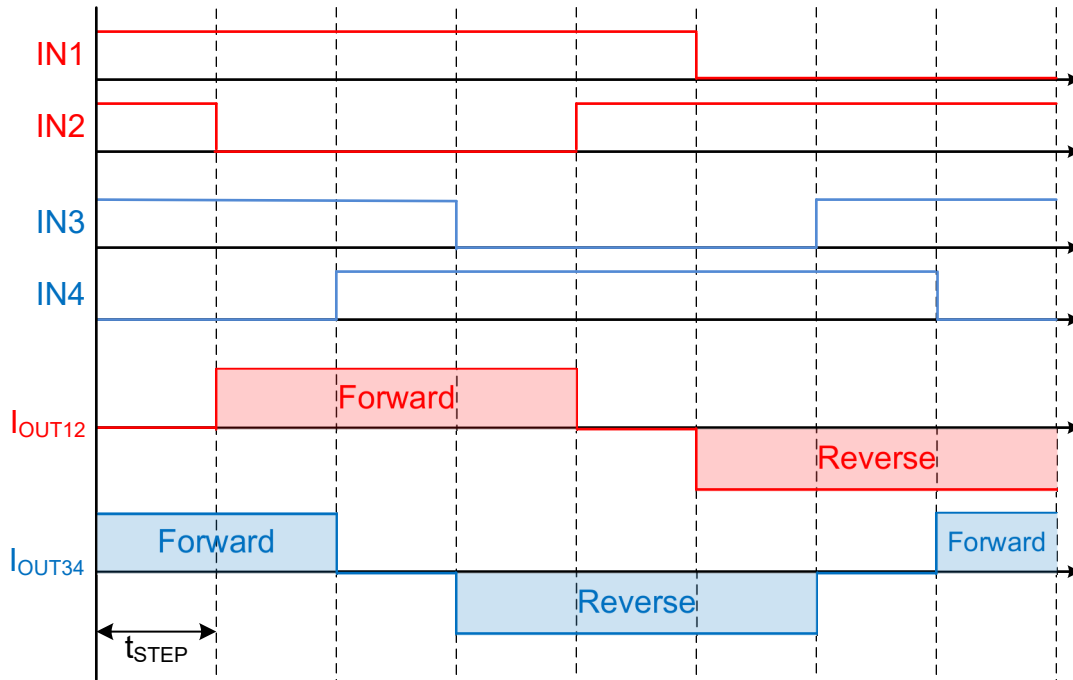 IN1
IN2
IN3
IN4
Forward
IOUT12
Reverse
Forward
Forward
IOUT34
Reverse
tSTEP